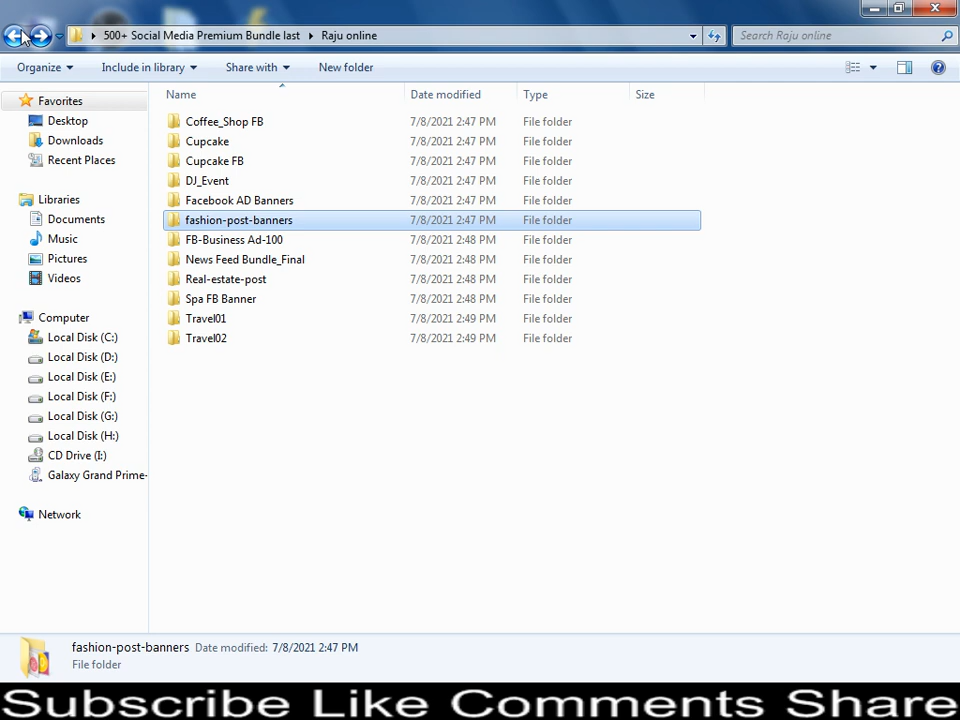 500+ Social Media Premium Bundle last Raju online Search Raju online
Organize Include in library Share with New folder
Name Date modified Type Size
Favorites
Desktop
Downloads
Recent Places
Libraries
Documents
Music
Pictures
Videos
Computer
Local Disk (C:)
Local Disk (D:)
Local Disk (E:)
Local Disk (F:)
Local Disk (G:)
Local Disk (H:)
CD Drive (I:)
Galaxy Grand Prime-
Network
Coffee_Shop FB 7/8/2021 2:47 PM File folder
Cupcake 7/8/2021 2:47 PM File folder
Cupcake FB 7/8/2021 2:47 PM File folder
DJ_Event 7/8/2021 2:47 PM File folder
Facebook AD Banners 7/8/2021 2:47 PM File folder
fashion-post-banners 7/8/2021 2:47 PM File folder
FB-Business Ad-100 7/8/2021 2:48 PM File folder
News Feed Bundle_Final 7/8/2021 2:48 PM File folder
Real-estate-post 7/8/2021 2:48 PM File folder
Spa FB Banner 7/8/2021 2:48 PM File folder
Travel01 7/8/2021 2:49 PM File folder
Travel02 7/8/2021 2:49 PM File folder
fashion-post-banners Date modified: 7/8/2021 2:47 PM
File folder
Subscribe Like Comments Share